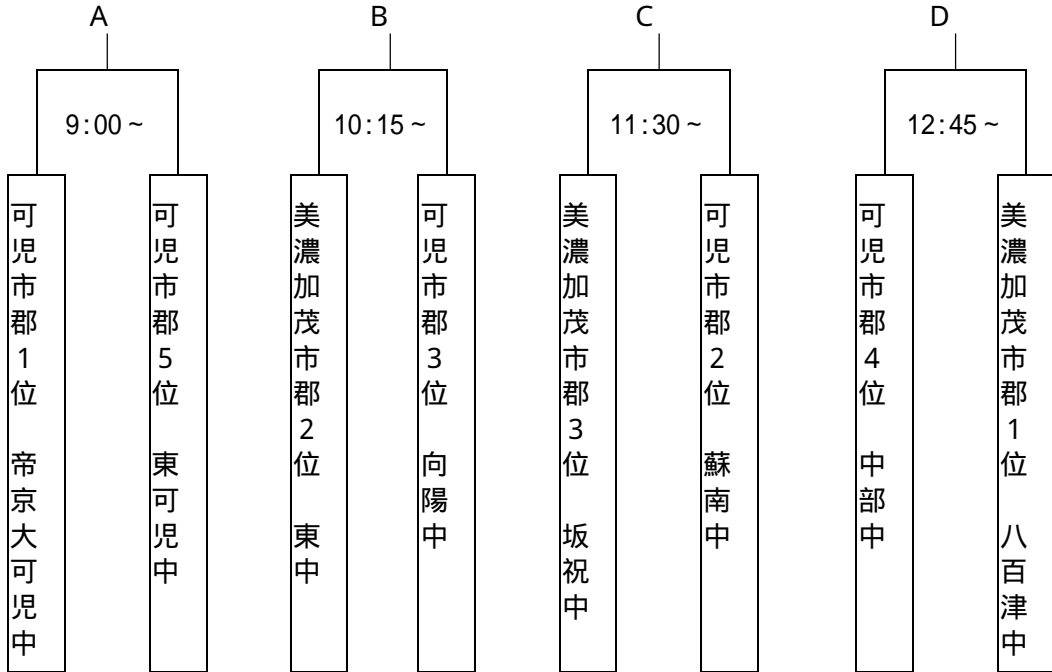 A
B
C
D
9:00～
10:15～
11:30～
12:45～
可児市郡1位　帝京大可児中
可児市郡5位　東可児中
美濃加茂市郡2位　東中
可児市郡3位　向陽中
美濃加茂市郡3位　坂祝中
可児市郡2位　蘇南中
可児市郡4位　中部中
美濃加茂市郡1位　八百津中